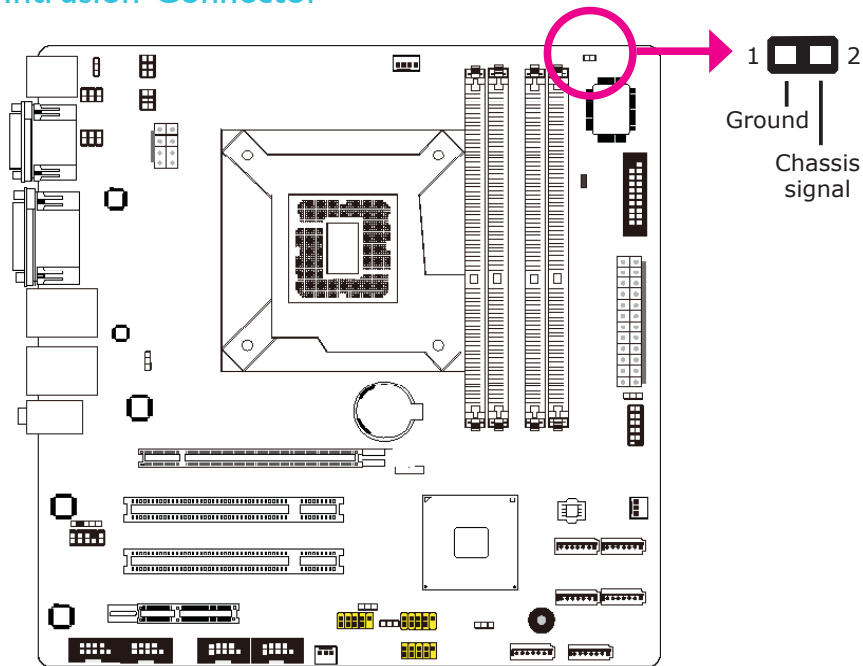 Intrusion Connector
1
2
Ground
Chassis
signal